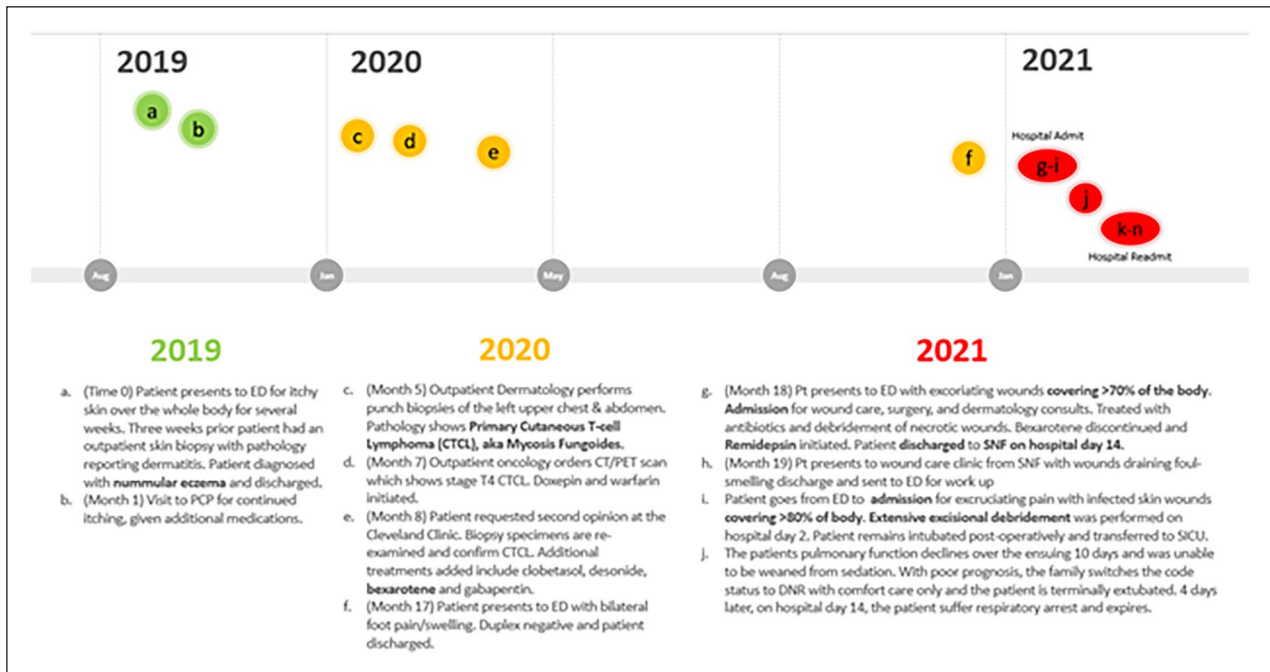 2019
2020
2021
a
b
c
d
e
f
Hospital Admit
g-i
j
k-n
Hospital Readmit
Aug
Jan
May
Aug
Jan
2019
a. (Time 0) Patient presents to ED for itchy
skin over the whole body for several
weeks. Three weeks prior patient had an
outpatient skin biopsy with pathology
reporting dermatitis. Patient diagnosed
with nummular eczema and discharged.
b. (Month 1) Visit to PCP for continued
itching, given additional medications.
2020
c. (Month 5) Outpatient Dermatology performs
punch biopsies of the left upper chest & abdomen.
Pathology shows Primary Cutaneous T-cell
Lymphoma (CTCL), aka Mycosis Fungoides.
d. (Month 7) Outpatient oncology orders CT/PET scan
which shows stage T4 CTCL. Doxepin and warfarin
initiated.
e. (Month 8) Patient requested second opinion at the
Cleveland Clinic. Biopsy specimens are re-
examined and confirm CTCL. Additional
treatments added include clobetasol, desonide,
bexarotene and gabapentin.
f. (Month 17) Patient presents to ED with bilateral
foot pain/swelling. Duplex negative and patient
discharged.
2021
g. (Month 18) Pt presents to ED with excoriating wounds covering >70% of the body.
Admission for wound care, surgery, and dermatology consults. Treated with
antibiotics and debridement of necrotic wounds. Bexarotene discontinued and
Remidepsin initiated. Patient discharged to SNF on hospital day 14.
h. (Month 19) Pt presents to wound care clinic from SNF with wounds draining foul-
smelling discharge and sent to ED for work up
i. Patient goes from ED to admission for excruciating pain with infected skin wounds
covering >80% of body. Extensive excisional debridement was performed on
hospital day 2. Patient remains intubated post-operatively and transferred to SICU.
j. The patients pulmonary function declines over the ensuing 10 days and was unable
to be weaned from sedation. With poor prognosis, the family switches the code
status to DNR with comfort care only and the patient is terminally extubated. 4 days
later, on hospital day 14, the patient suffer respiratory arrest and expires.